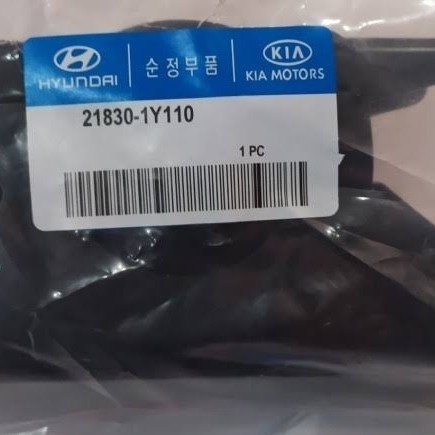 HYUNDAI
순정부품
KIA
KIA MOTORS
21830-1Y110
1 PC